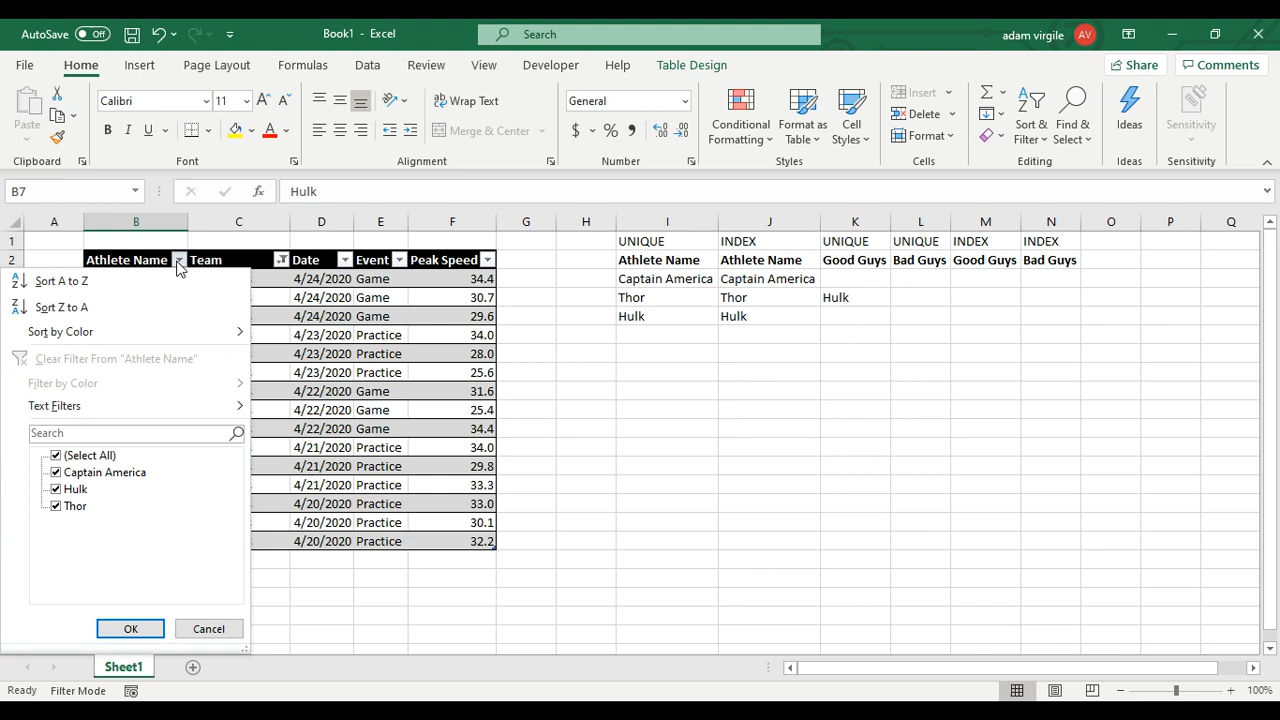 AutoSave Off Book1 - Excel Search adam virgile AV
File Home Insert Page Layout Formulas Data Review View Developer Help Table Design Share Comments
Paste Calibri 11 Wrap Text General Insert
B I U A Merge & Center $ % 9 Conditional Formatting Format as Table Cell Styles Delete Format Sort & Filter Find & Select Ideas Sensitivity
Clipboard Font Alignment Number Styles Cells Editing Ideas Sensitivity
B7 fx Hulk
A B C D E F G H I J K L M N O P Q
1 UNIQUE INDEX UNIQUE UNIQUE INDEX INDEX
2 Athlete Name Team Date Event Peak Speed Athlete Name Athlete Name Good Guys Bad Guys Good Guys Bad Guys
4/24/2020 Game 34.4 Captain America Captain America
4/24/2020 Game 30.7 Thor Thor Hulk
4/24/2020 Game 29.6 Hulk Hulk
4/23/2020 Practice 34.0
4/23/2020 Practice 28.0
4/23/2020 Practice 25.6
4/22/2020 Game 31.6
4/22/2020 Game 25.4
4/22/2020 Game 34.4
4/21/2020 Practice 34.0
4/21/2020 Practice 29.8
4/21/2020 Practice 33.3
4/20/2020 Practice 33.0
4/20/2020 Practice 30.1
4/20/2020 Practice 32.2
Sort A to Z
Sort Z to A
Sort by Color
Clear Filter From "Athlete Name"
Filter by Color
Text Filters
Search
(Select All)
Captain America
Hulk
Thor
OK Cancel
Sheet1
Ready Filter Mode 100%